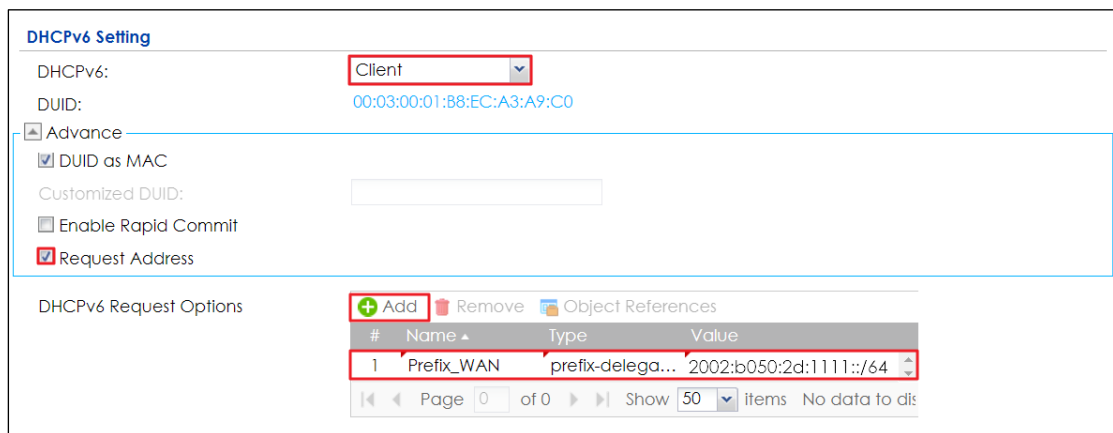 DHCPv6 Setting
DHCPv6: Client
DUID: 00:03:00:01:B8:EC:A3:A9:C0
Advance
DUID as MAC
Customized DUID:
Enable Rapid Commit
Request Address
DHCPv6 Request Options Add Remove Object References
# Name Type Value
1 Prefix_WAN prefix-delega... 2002:b050:2d:1111::/64
Page 0 of 0 Show 50 items No data to dis